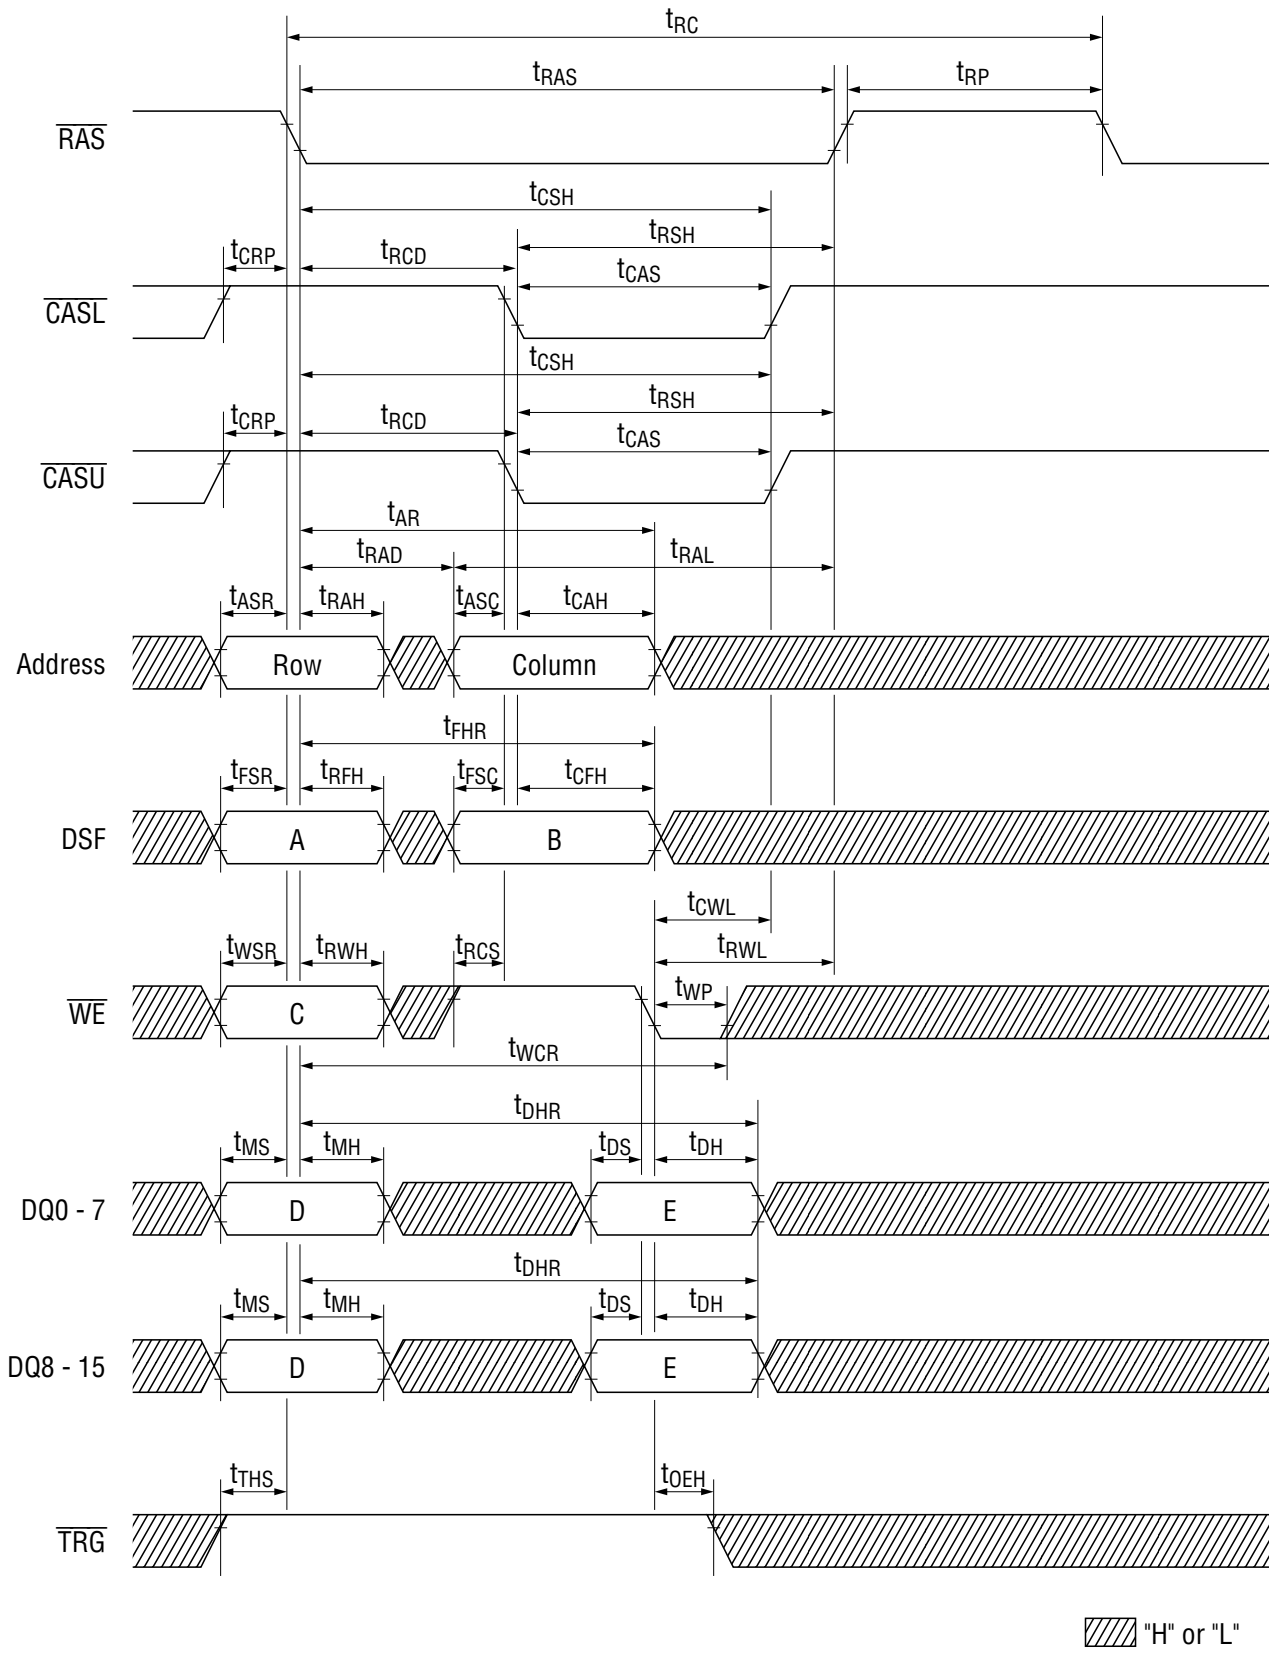 tRC
tRAS tRP
RAS
tCSH
tRSH
tCRP tRCD tCAS
CASL
tCSH
tRSH
tCRP tRCD tCAS
CASU
tAR
tRAD tRAL
tASR tRAH tASC tCAH
Address Row Column
tFHR
tFSR tRFH tFSC tCFH
DSF A B
tCWL
tWSR tRWH tRCS tRWL
tWP
WE C
tWCR
tDHR
tMS tMH tDS tDH
DQ0 - 7 D E
tDHR
tMS tMH tDS tDH
DQ8 - 15 D E
tTHS tOEH
TRG
"H" or "L"